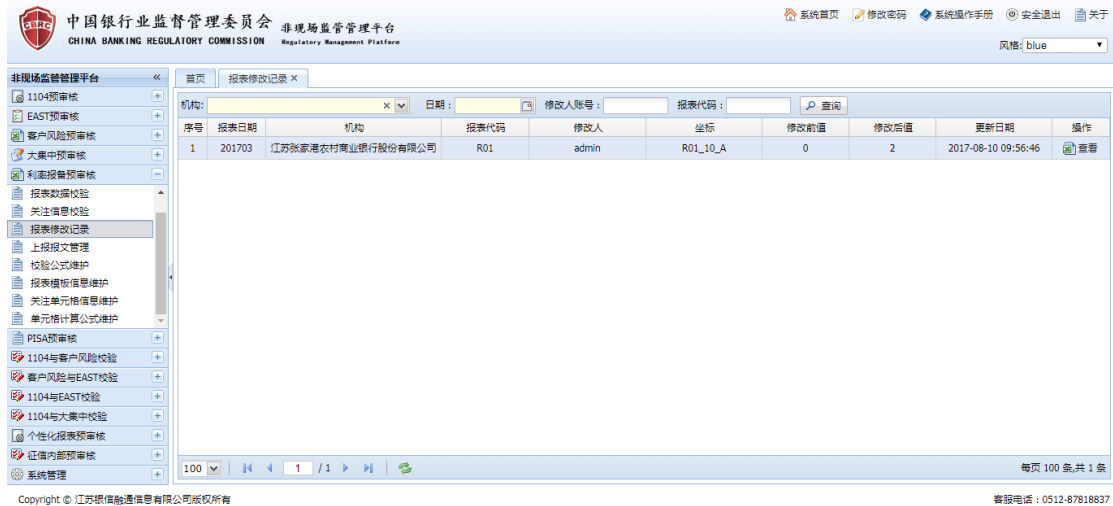 CBRC
中国银行业监督管理委员会 非现场监管管理平台
CHINA BANKING REGULATORY COMMISSION Regulatory Management Platform
系统首页 修改密码 系统操作手册 安全退出 关于
风格: blue
非现场监管管理平台 «
1104预审核
EAST预审核
客户风险预审核
大集中预审核
利率报备预审核
报表数据校验
关注信息校验
报表修改记录
上报报文管理
校验公式维护
报表模板信息维护
关注单元格信息维护
单元格计算公式维护
PISA预审核
1104与客户风险校验
客户风险与EAST校验
1104与EAST校验
1104与大集中校验
个性化报表预审核
征信内部预审核
系统管理
首页 报表修改记录 ×
机构: × 日期: 修改人账号: 报表代码: 查询
序号 报表日期 机构 报表代码 修改人 坐标 修改前值 修改后值 更新日期 操作
1 201703 江苏张家港农村商业银行股份有限公司 R01 admin R01_10_A 0 2 2017-08-10 09:56:46 查看
100 1 /1 每页 100 条,共 1 条
Copyright © 江苏银信融通信息有限公司版权所有 客服电话:0512-87818837